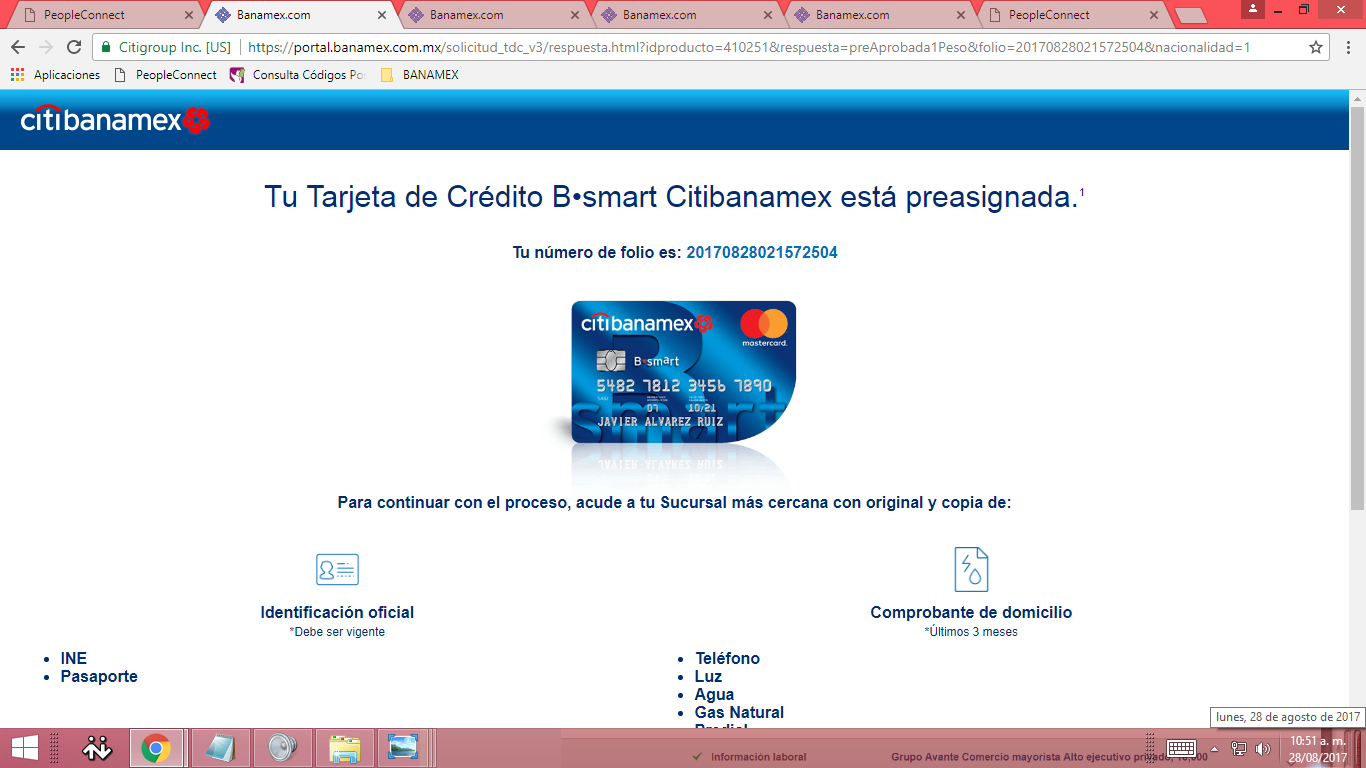 PeopleConnect
Banamex.com
Banamex.com
Banamex.com
Banamex.com
PeopleConnect
Citigroup Inc. [US]
https://portal.banamex.com.mx/solicitud_tdc_v3/respuesta.html?idproducto=410251&respuesta=preAprobada1Peso&folio=20170828021572504&nacionalidad=1
Aplicaciones
PeopleConnect
Consulta Códigos Po
BANAMEX
citibanamex
Tu Tarjeta de Crédito B•smart Citibanamex está preasignada.1
Tu número de folio es: 20170828021572504
citibanamex
mastercard.
B•smart
5482 7812 3456 7890
07 10/21
JAVIER ALVAREZ RUIZ
Para continuar con el proceso, acude a tu Sucursal más cercana con original y copia de:
Identificación oficial
*Debe ser vigente
• INE
• Pasaporte
Comprobante de domicilio
*Últimos 3 meses
• Teléfono
• Luz
• Agua
• Gas Natural
• Predial
lunes, 28 de agosto de 2017
Información laboral
Grupo Avante Comercio mayorista Alto ejecutivo privado, 
10:51 a. m.
28/08/2017